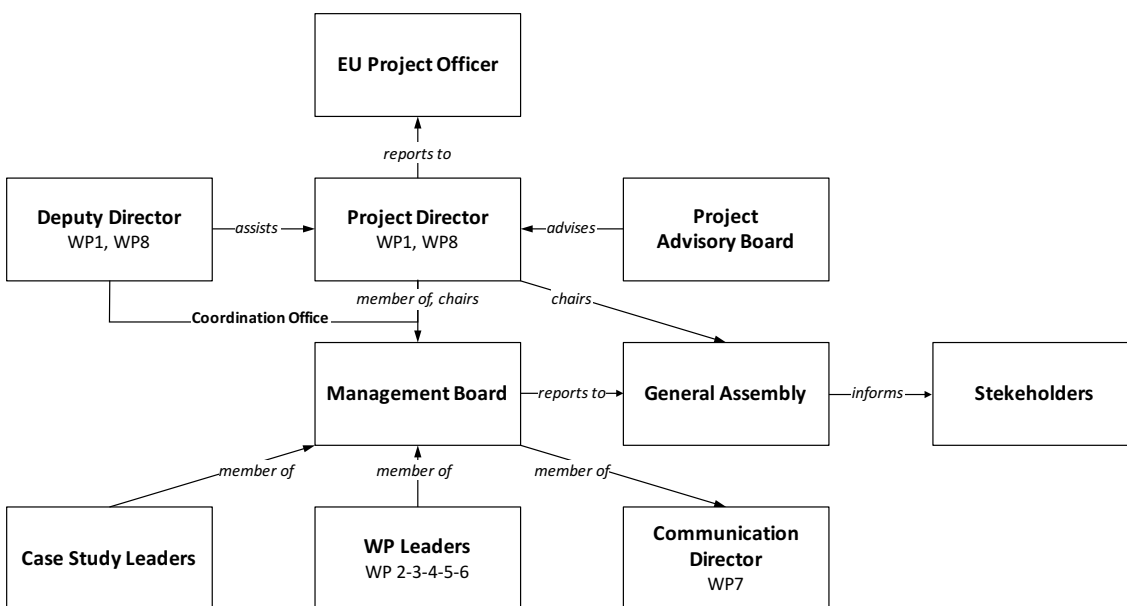 EU Project Officer
reports to
Deputy Director
WP1, WP8
assists
Project Director
WP1, WP8
advises
Project
Advisory Board
member of, chairs
chairs
Coordination Office
Management Board
reports to
General Assembly
informs
Stekeholders
member of
member of
member of
Case Study Leaders
WP Leaders
WP 2-3-4-5-6
Communication
Director
WP7